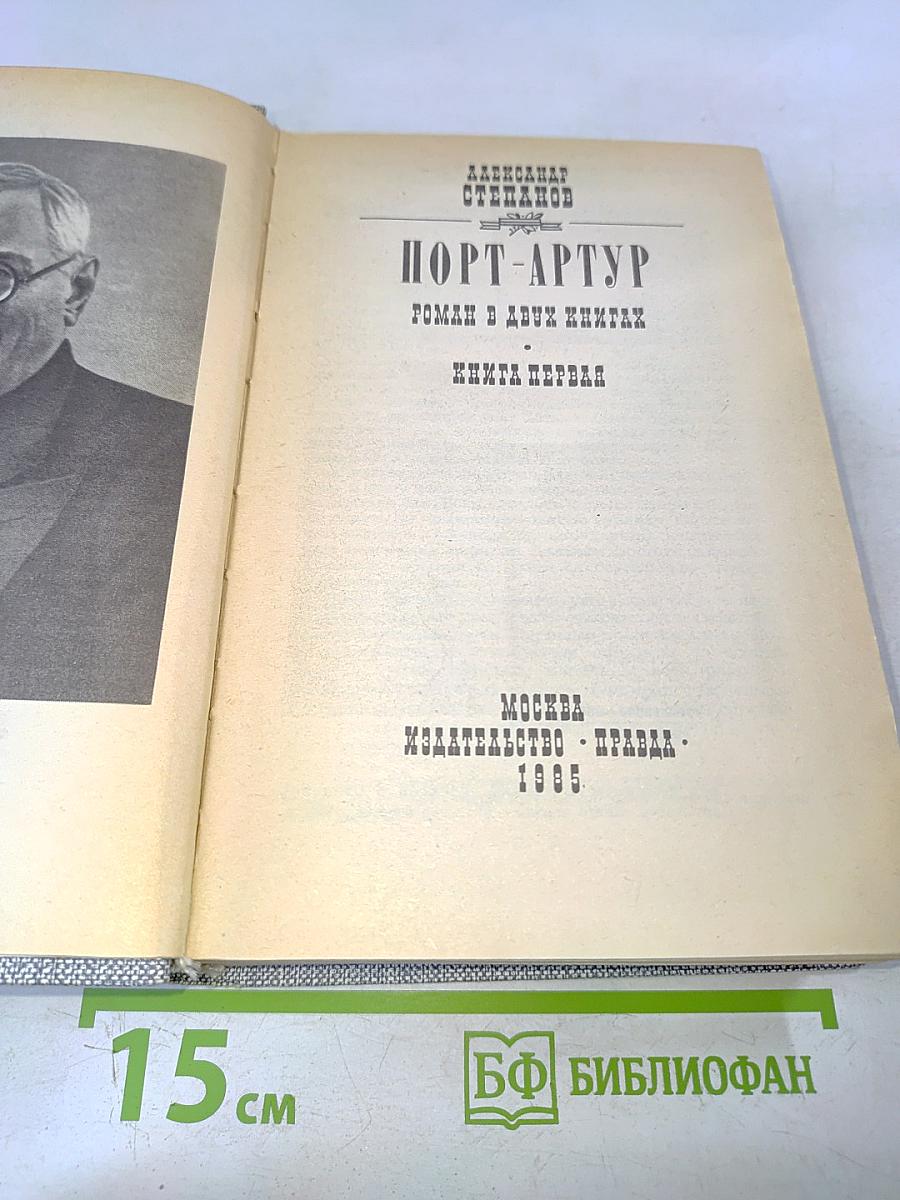 АЛЕКСАНДР
СТЕПАНОВ
ПОРТ-АРТУР
РОМАН В ДВУХ КНИГАХ
•
КНИГА ПЕРВАЯ
МОСКВА
ИЗДАТЕЛЬСТВО • ПРАВДА •
1985
15 см
БФ БИБЛИОФАН